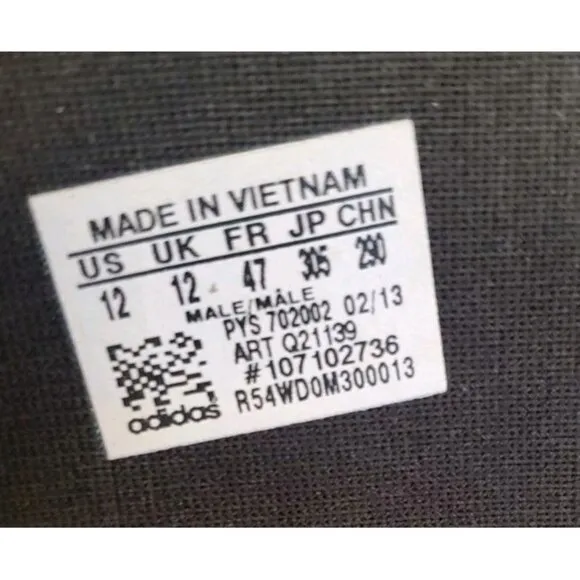 MADE IN VIETNAM
US UK FR JP CHN
12 12 47 305 290
MALE/MÂLE
PYS 702002 02/13
ART Q21139
#107102736
R54WD0M300013
adidas